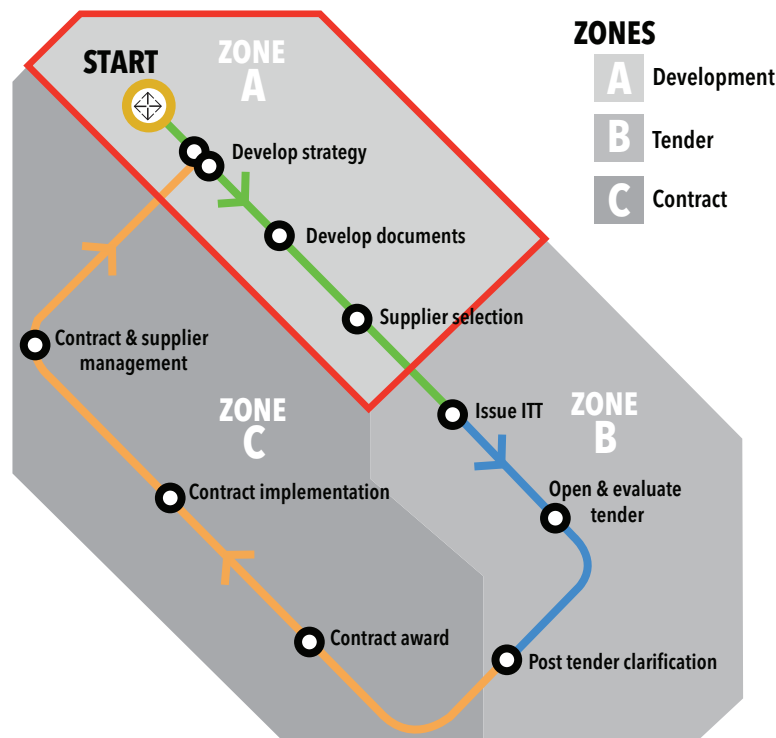 START
ZONE
A
Develop strategy
Develop documents
Supplier selection
Issue ITT
ZONE
B
Open & evaluate
tender
Post tender clarification
Contract award
Contract implementation
ZONE
C
Contract & supplier
management
ZONES
A Development
B Tender
C Contract